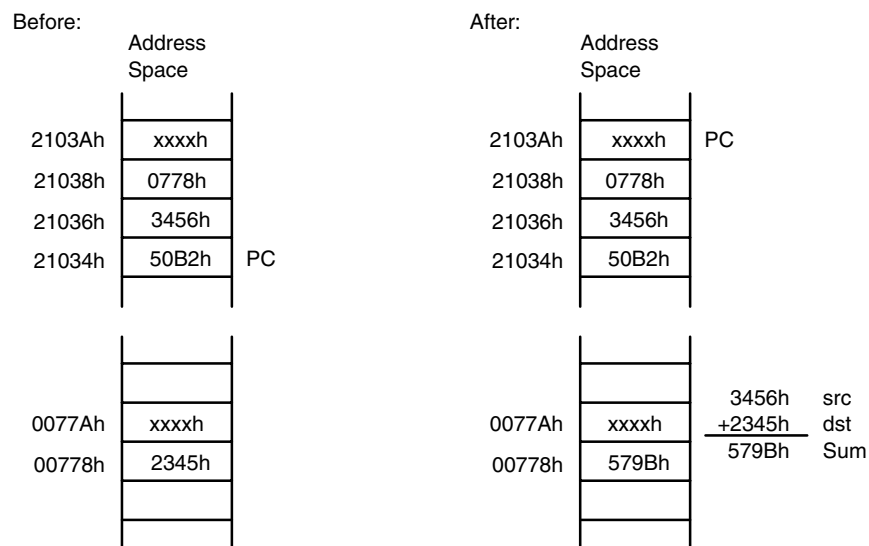 Before:
Address
Space
2103Ah xxxxh
21038h 0778h
21036h 3456h
21034h 50B2h PC
0077Ah xxxxh
00778h 2345h
After:
Address
Space
2103Ah xxxxh PC
21038h 0778h
21036h 3456h
21034h 50B2h
0077Ah xxxxh
00778h 579Bh
3456h src
+2345h dst
579Bh Sum